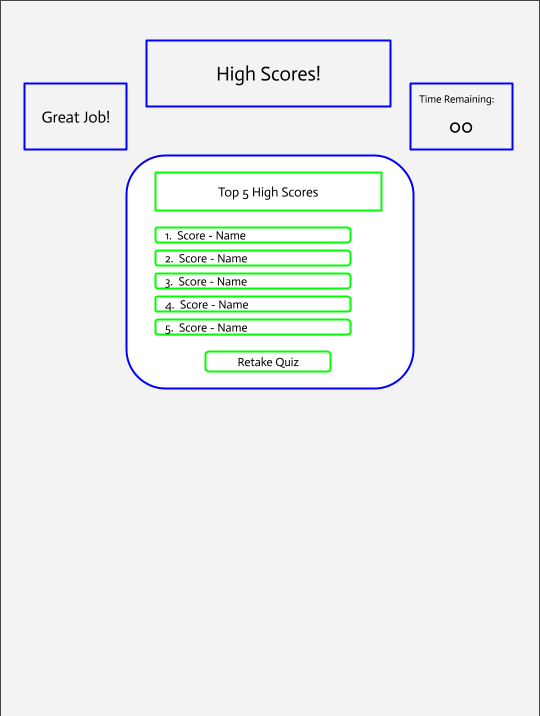 High Scores!
Great Job!
Time Remaining:
00
Top 5 High Scores
1. Score - Name
2. Score - Name
3. Score - Name
4. Score - Name
5. Score - Name
Retake Quiz